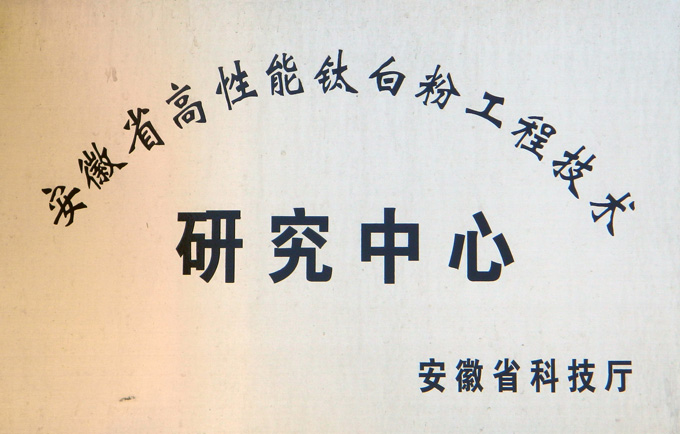 安徽省高性能钛白粉工程技术
研究中心
安徽省科技厅